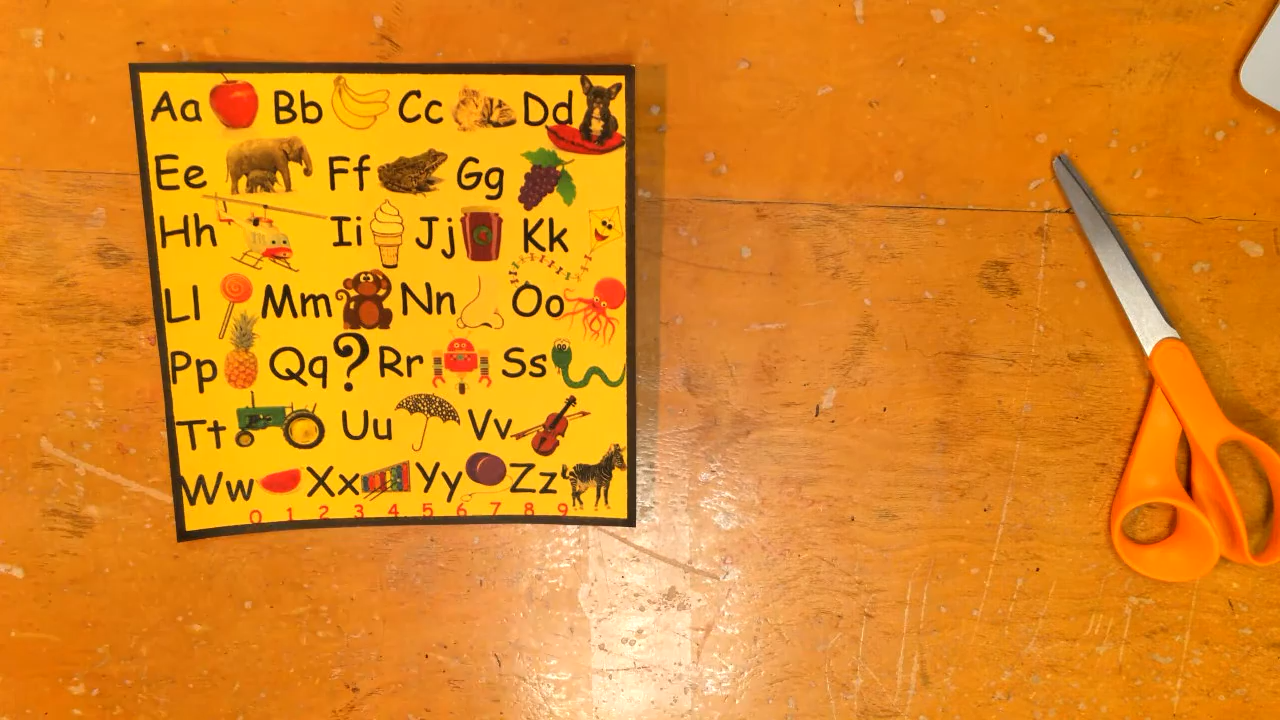 Aa Bb Cc Dd
Ee Ff Gg
Hh Ii Jj Kk
Ll Mm Nn Oo
Pp Qq ? Rr Ss
Tt Uu Vv
Ww Xx Yy Zz
0 1 2 3 4 5 6 7 8 9